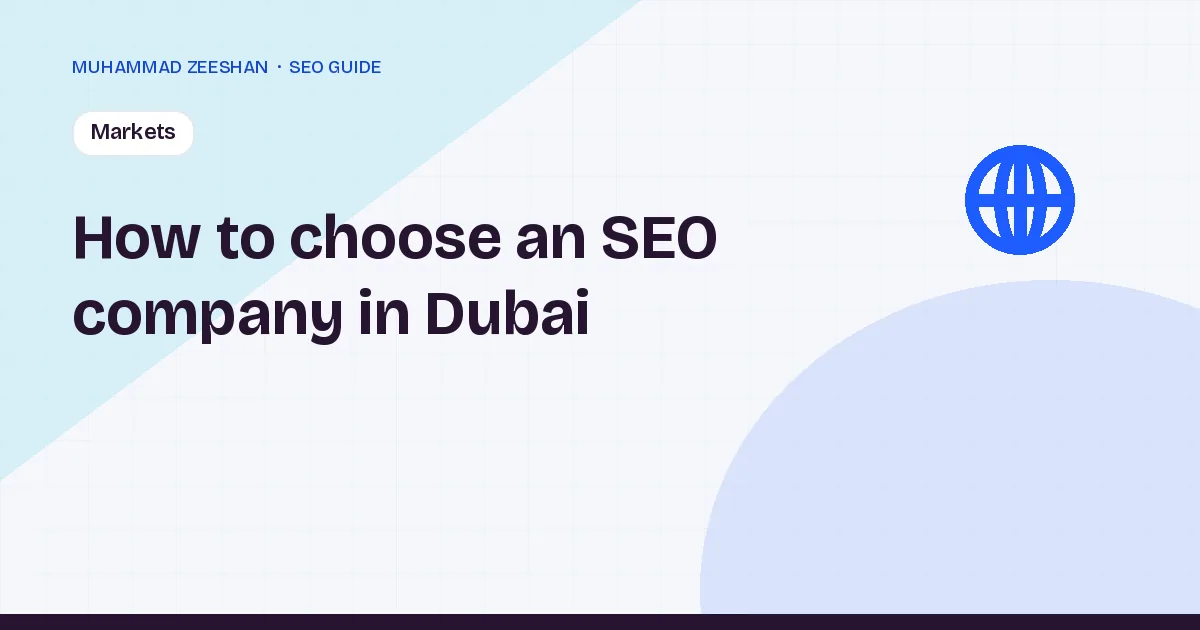 MUHAMMAD ZEESHAN · SEO GUIDE
Markets
How to choose an SEO
company in Dubai